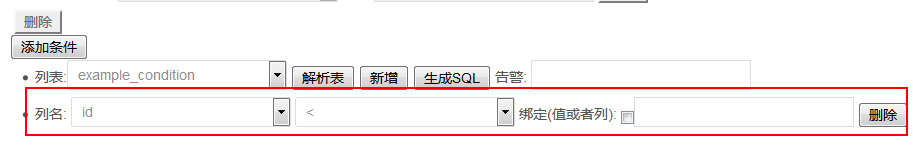 删除
添加条件
列表: example_condition 解析表 新增 生成SQL 告警:
列名: id < 绑定(值或者列): 删除